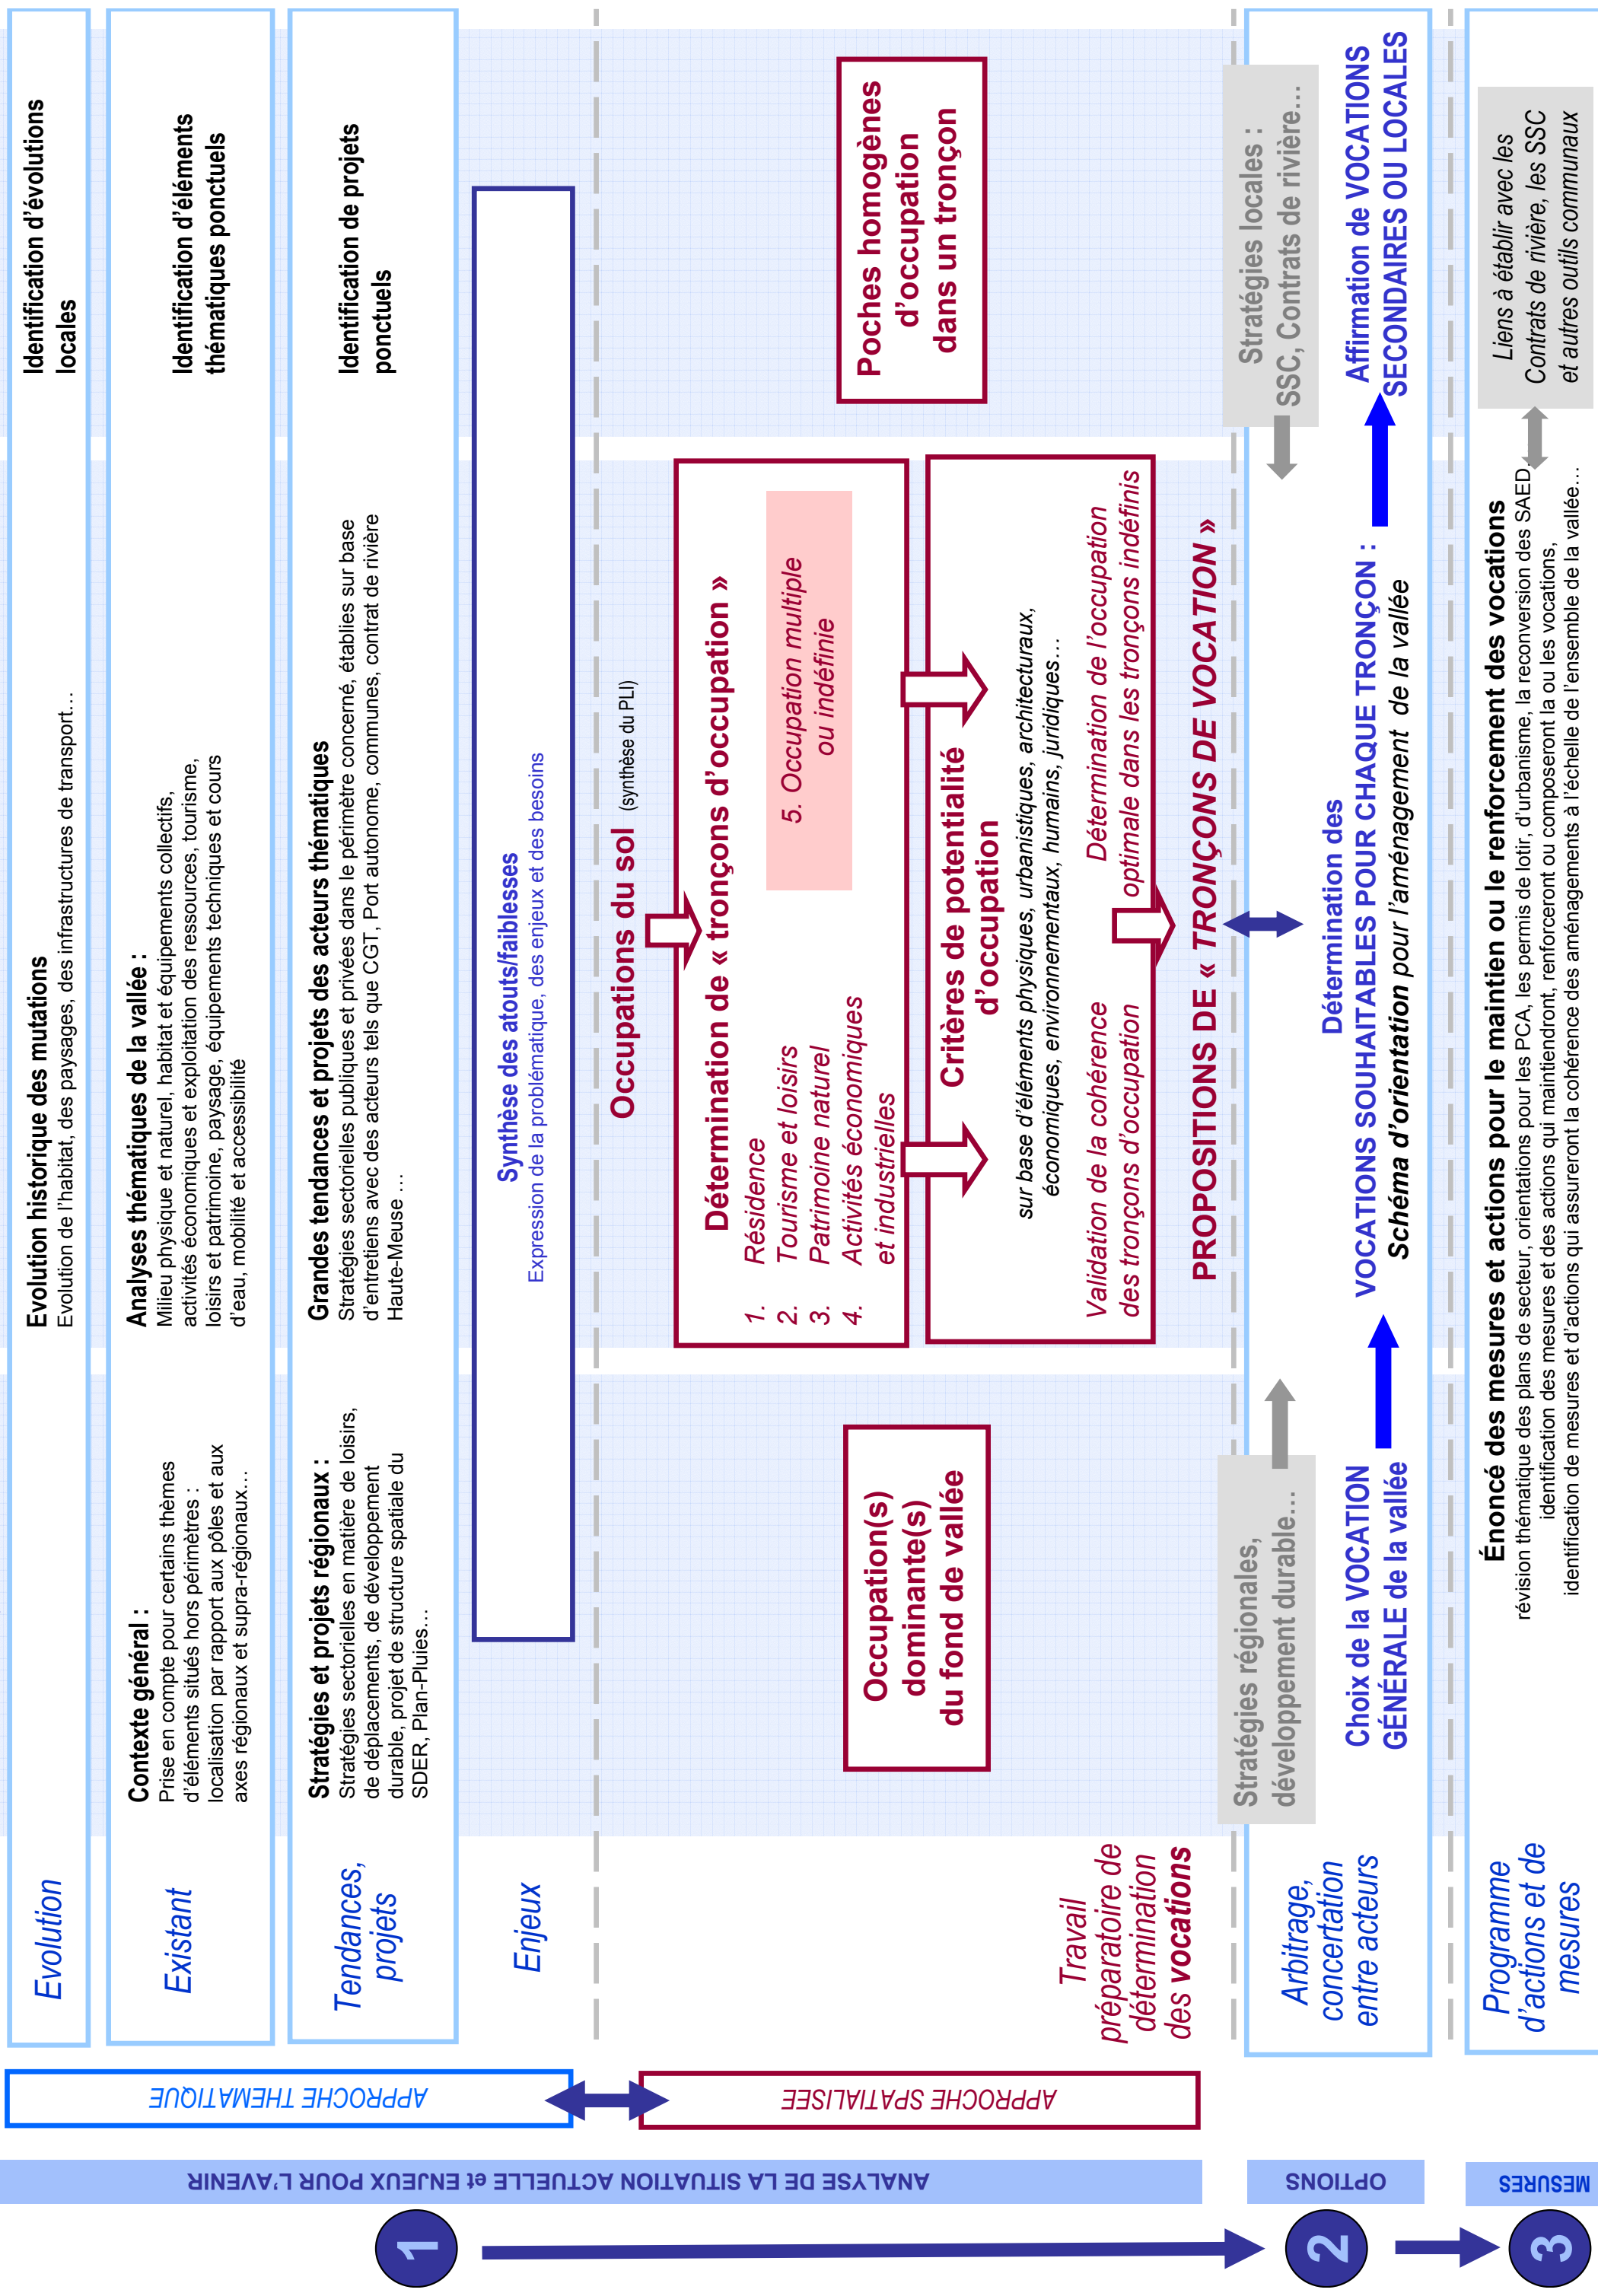 1
ANALYSE DE LA SITUATION ACTUELLE et ENJEUX POUR L'AVENIR
APPROCHE THEMATIQUE
Evolution
Evolution historique des mutations
Evolution de l'habitat, des paysages, des infrastructures de transport…
Identification d'évolutions
locales
Existant
Contexte général :
Prise en compte pour certains thèmes
d'éléments situés hors périmètres :
localisation par rapport aux pôles et aux
axes régionaux et supra-régionaux…
Analyses thématiques de la vallée :
Milieu physique et naturel, habitat et équipements collectifs,
activités économiques et exploitation des ressources, tourisme,
loisirs et patrimoine, paysage, équipements techniques et cours
d'eau, mobilité et accessibilité
Identification d'éléments
thématiques ponctuels
Tendances,
projets
Stratégies et projets régionaux :
Stratégies sectorielles en matière de loisirs,
de déplacements, de développement
durable, projet de structure spatiale du
SDER, Plan-Pluies…
Grandes tendances et projets des acteurs thématiques
Stratégies sectorielles publiques et privées dans le périmètre concerné, établies sur base
d'entretiens avec des acteurs tels que CGT, Port autonome, communes, contrat de rivière
Haute-Meuse …
Identification de projets
ponctuels
Enjeux
Synthèse des atouts/faiblesses
Expression de la problématique, des enjeux et des besoins
APPROCHE SPATIALISEE
Travail
préparatoire de
détermination
des vocations
Occupation(s)
dominante(s)
du fond de vallée
Occupations du sol (synthèse du PLI)
Détermination de « tronçons d'occupation »
1. Résidence
2. Tourisme et loisirs
3. Patrimoine naturel
4. Activités économiques
et industrielles
5. Occupation multiple
ou indéfinie
Critères de potentialité
d'occupation
sur base d'éléments physiques, urbanistiques, architecturaux,
économiques, environnementaux, humains, juridiques…
Validation de la cohérence
des tronçons d'occupation
Détermination de l'occupation
optimale dans les tronçons indéfinis
PROPOSITIONS DE « TRONÇONS DE VOCATION »
Poches homogènes
d'occupation
dans un tronçon
2
OPTIONS
Arbitrage,
concertation
entre acteurs
Stratégies régionales,
développement durable…
Choix de la VOCATION
GÉNÉRALE de la vallée
Détermination des
VOCATIONS SOUHAITABLES POUR CHAQUE TRONÇON :
Schéma d'orientation pour l'aménagement de la vallée
Stratégies locales :
SSC, Contrats de rivière…
Affirmation de VOCATIONS
SECONDAIRES OU LOCALES
3
MESURES
Programme
d'actions et de
mesures
Énoncé des mesures et actions pour le maintien ou le renforcement des vocations
révision thématique des plans de secteur, orientations pour les PCA, les permis de lotir, d'urbanisme, la reconversion des SAED,
identification des mesures et des actions qui maintiendront, renforceront ou composeront la ou les vocations,
identification de mesures et d'actions qui assureront la cohérence des aménagements à l'échelle de l'ensemble de la vallée…
Liens à établir avec les
Contrats de rivière, les SSC
et autres outils communaux